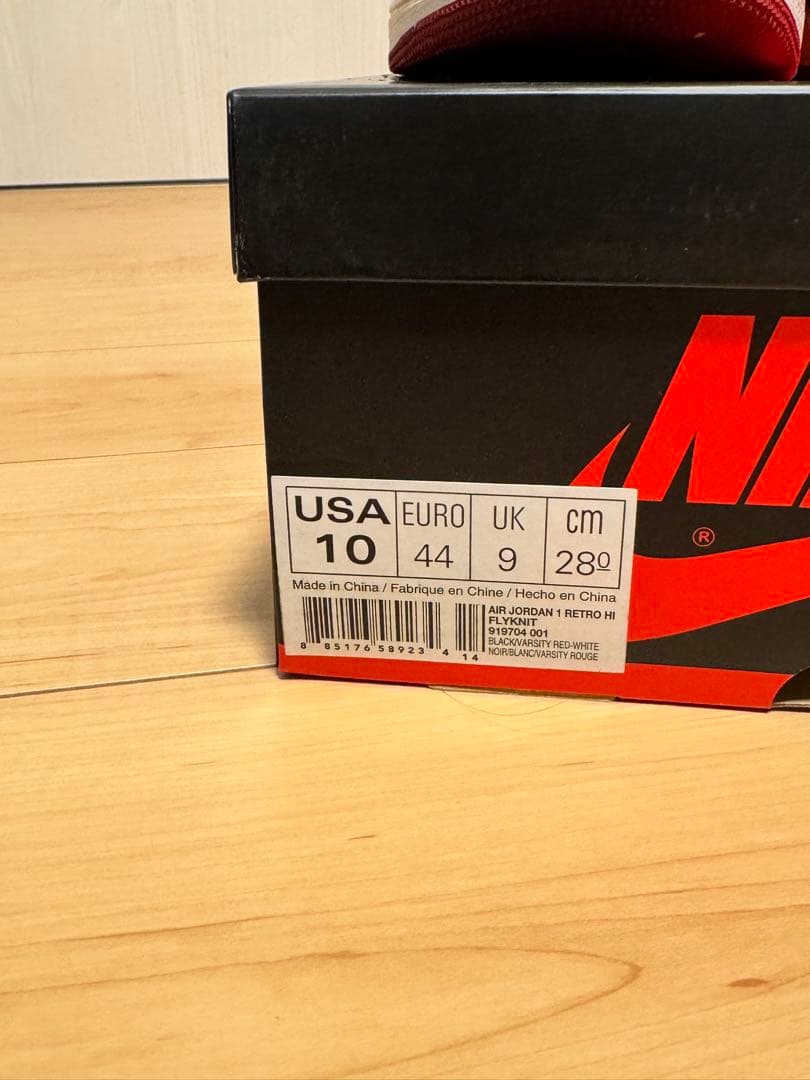 NI
®
USA EURO UK cm
10 44 9 28º
Made in China / Fabrique en Chine / Hecho en China
AIR JORDAN 1 RETRO HI
FLYKNIT
919704 001
BLACK/VARSITY RED-WHITE
NOIR/BLANC/VARSITY ROUGE
8 85176 58923 4 14